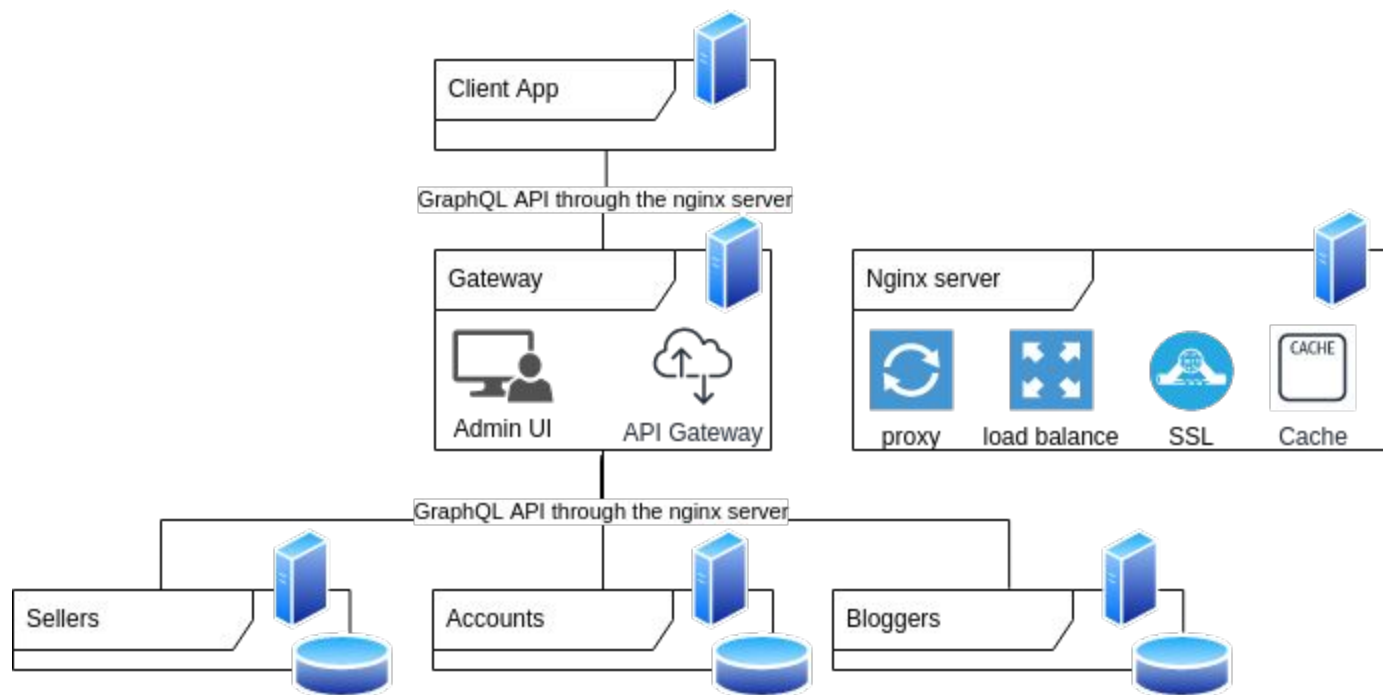 Client App
GraphQL API through the nginx server
Gateway
Nginx server
CACHE
Admin UI
API Gateway
proxy
load balance
SSL
Cache
GraphQL API through the nginx server
Sellers
Accounts
Bloggers